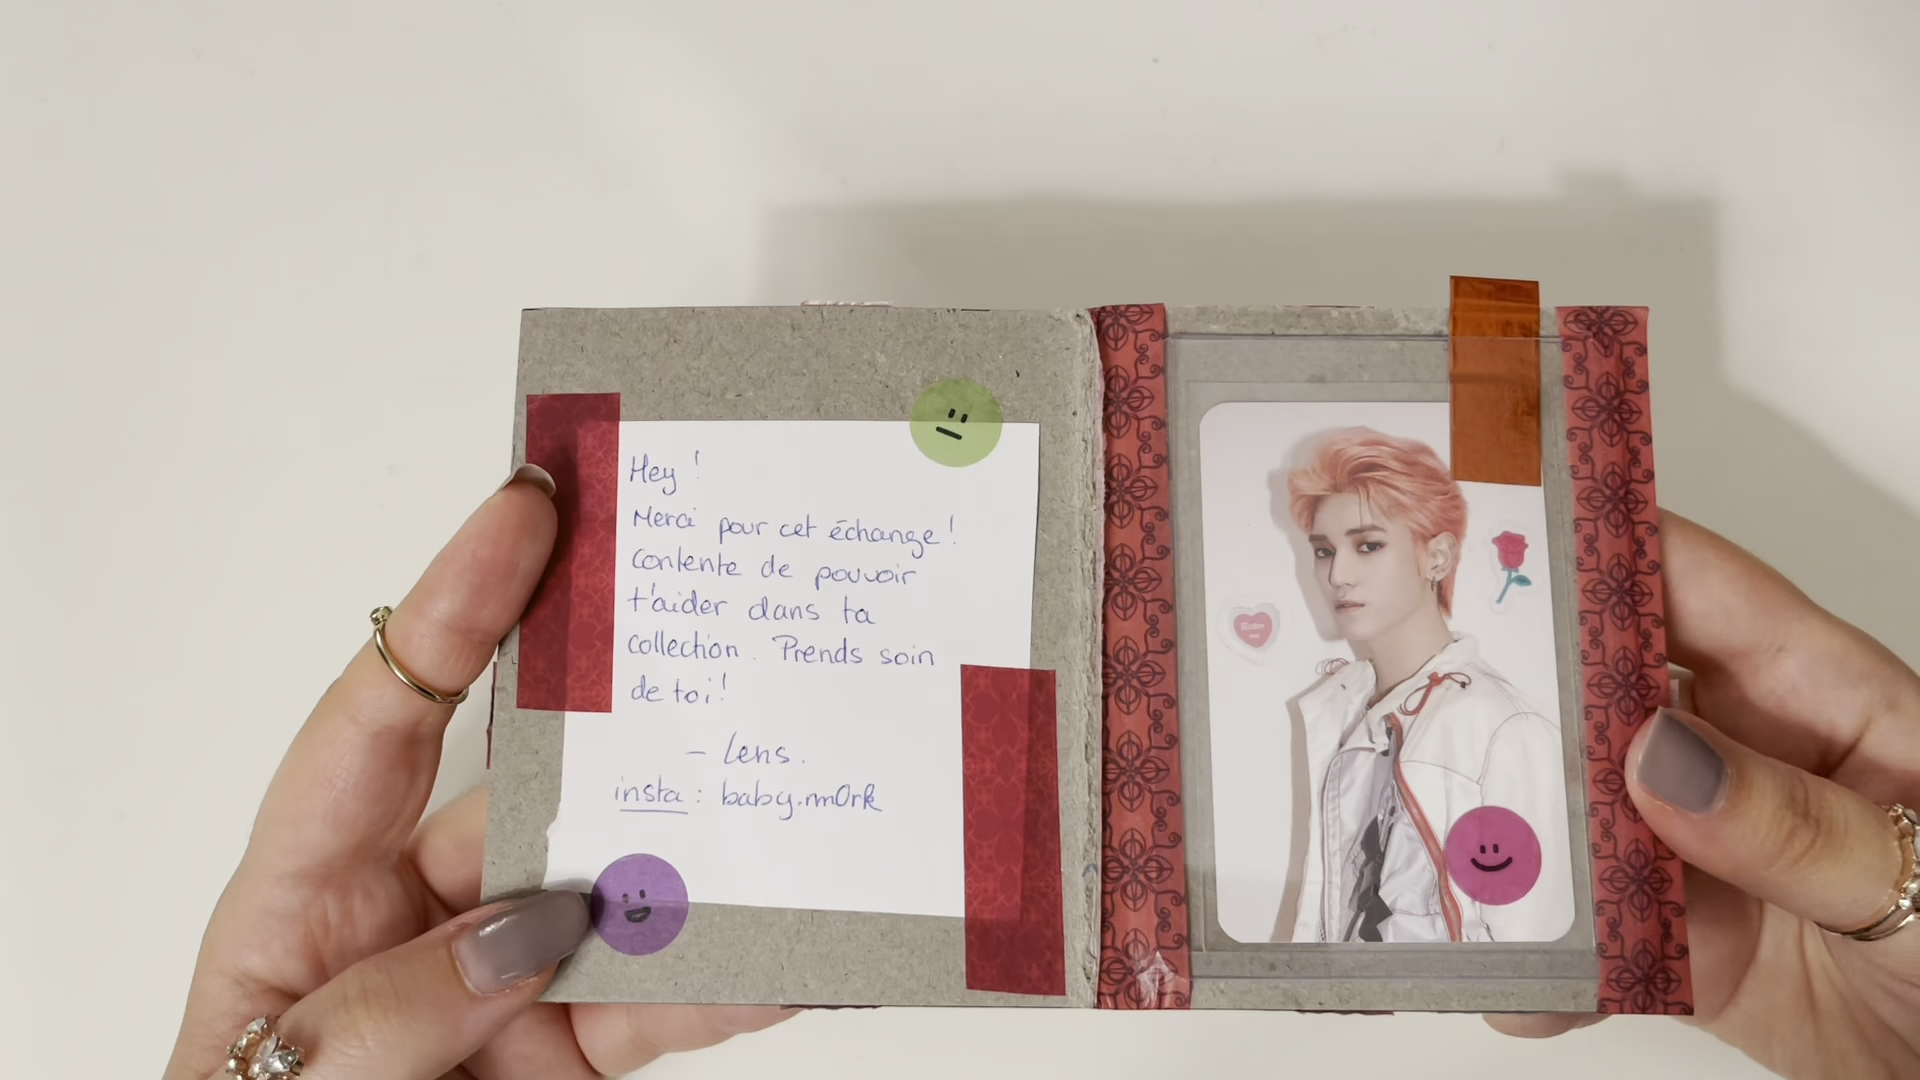 Hey !
Merci pour cet échange !
contente de pouvoir
t'aider dans ta
collection. Prends soin
de toi !
- Lens.
insta : baby.m0rk